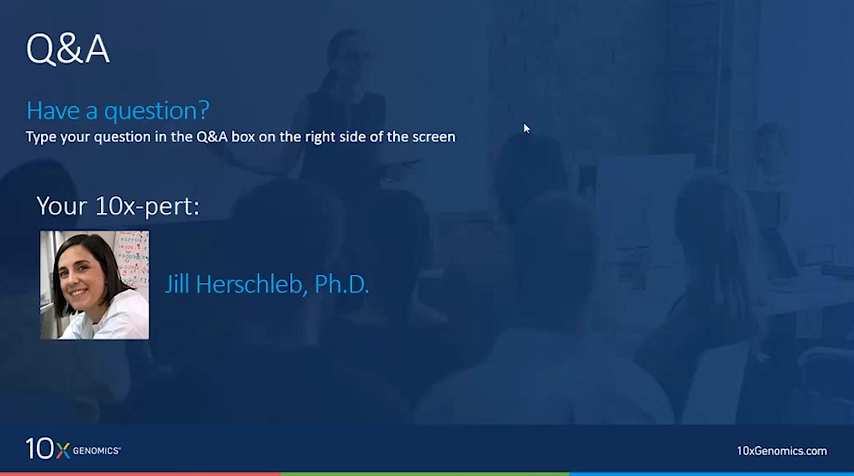 Q&A
Have a question?
Type your question in the Q&A box on the right side of the screen
Your 10x-pert:
Jill Herschleb, Ph.D.
10x GENOMICS™
10xGenomics.com